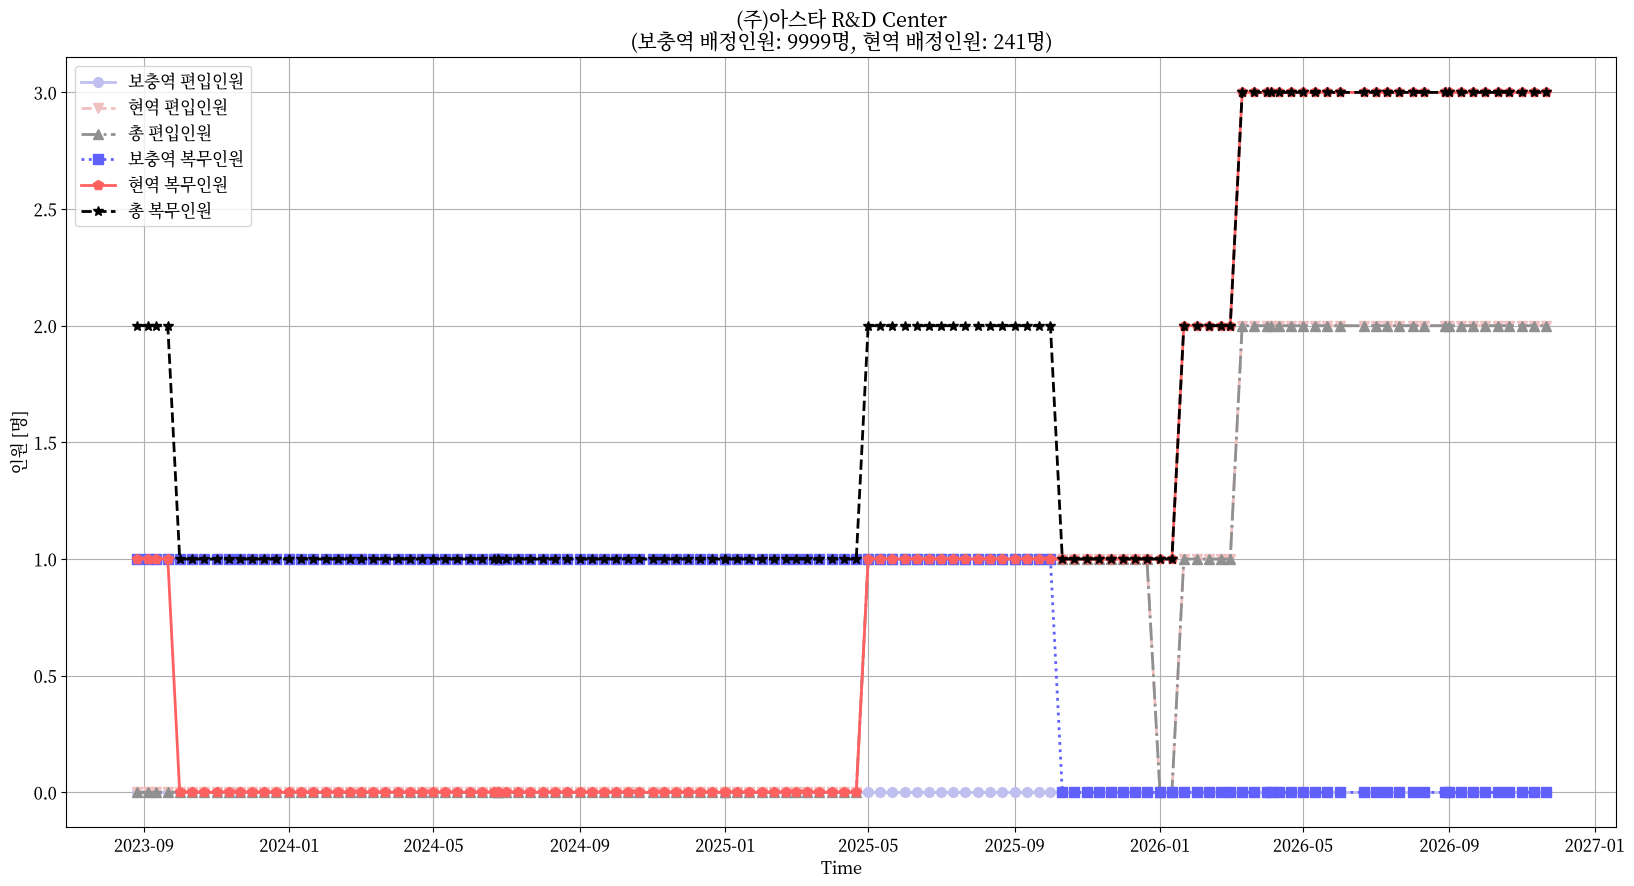 (주)아스타 R&D Center
(보충역 배정인원: 9999명, 현역 배정인원: 241명)
보충역 편입인원
현역 편입인원
총 편입인원
보충역 복무인원
현역 복무인원
총 복무인원
인원 [명]
3.0
2.5
2.0
1.5
1.0
0.5
0.0
2023-09 2024-01 2024-05 2024-09 2025-01 2025-05 2025-09 2026-01 2026-05 2026-09 2027-01
Time